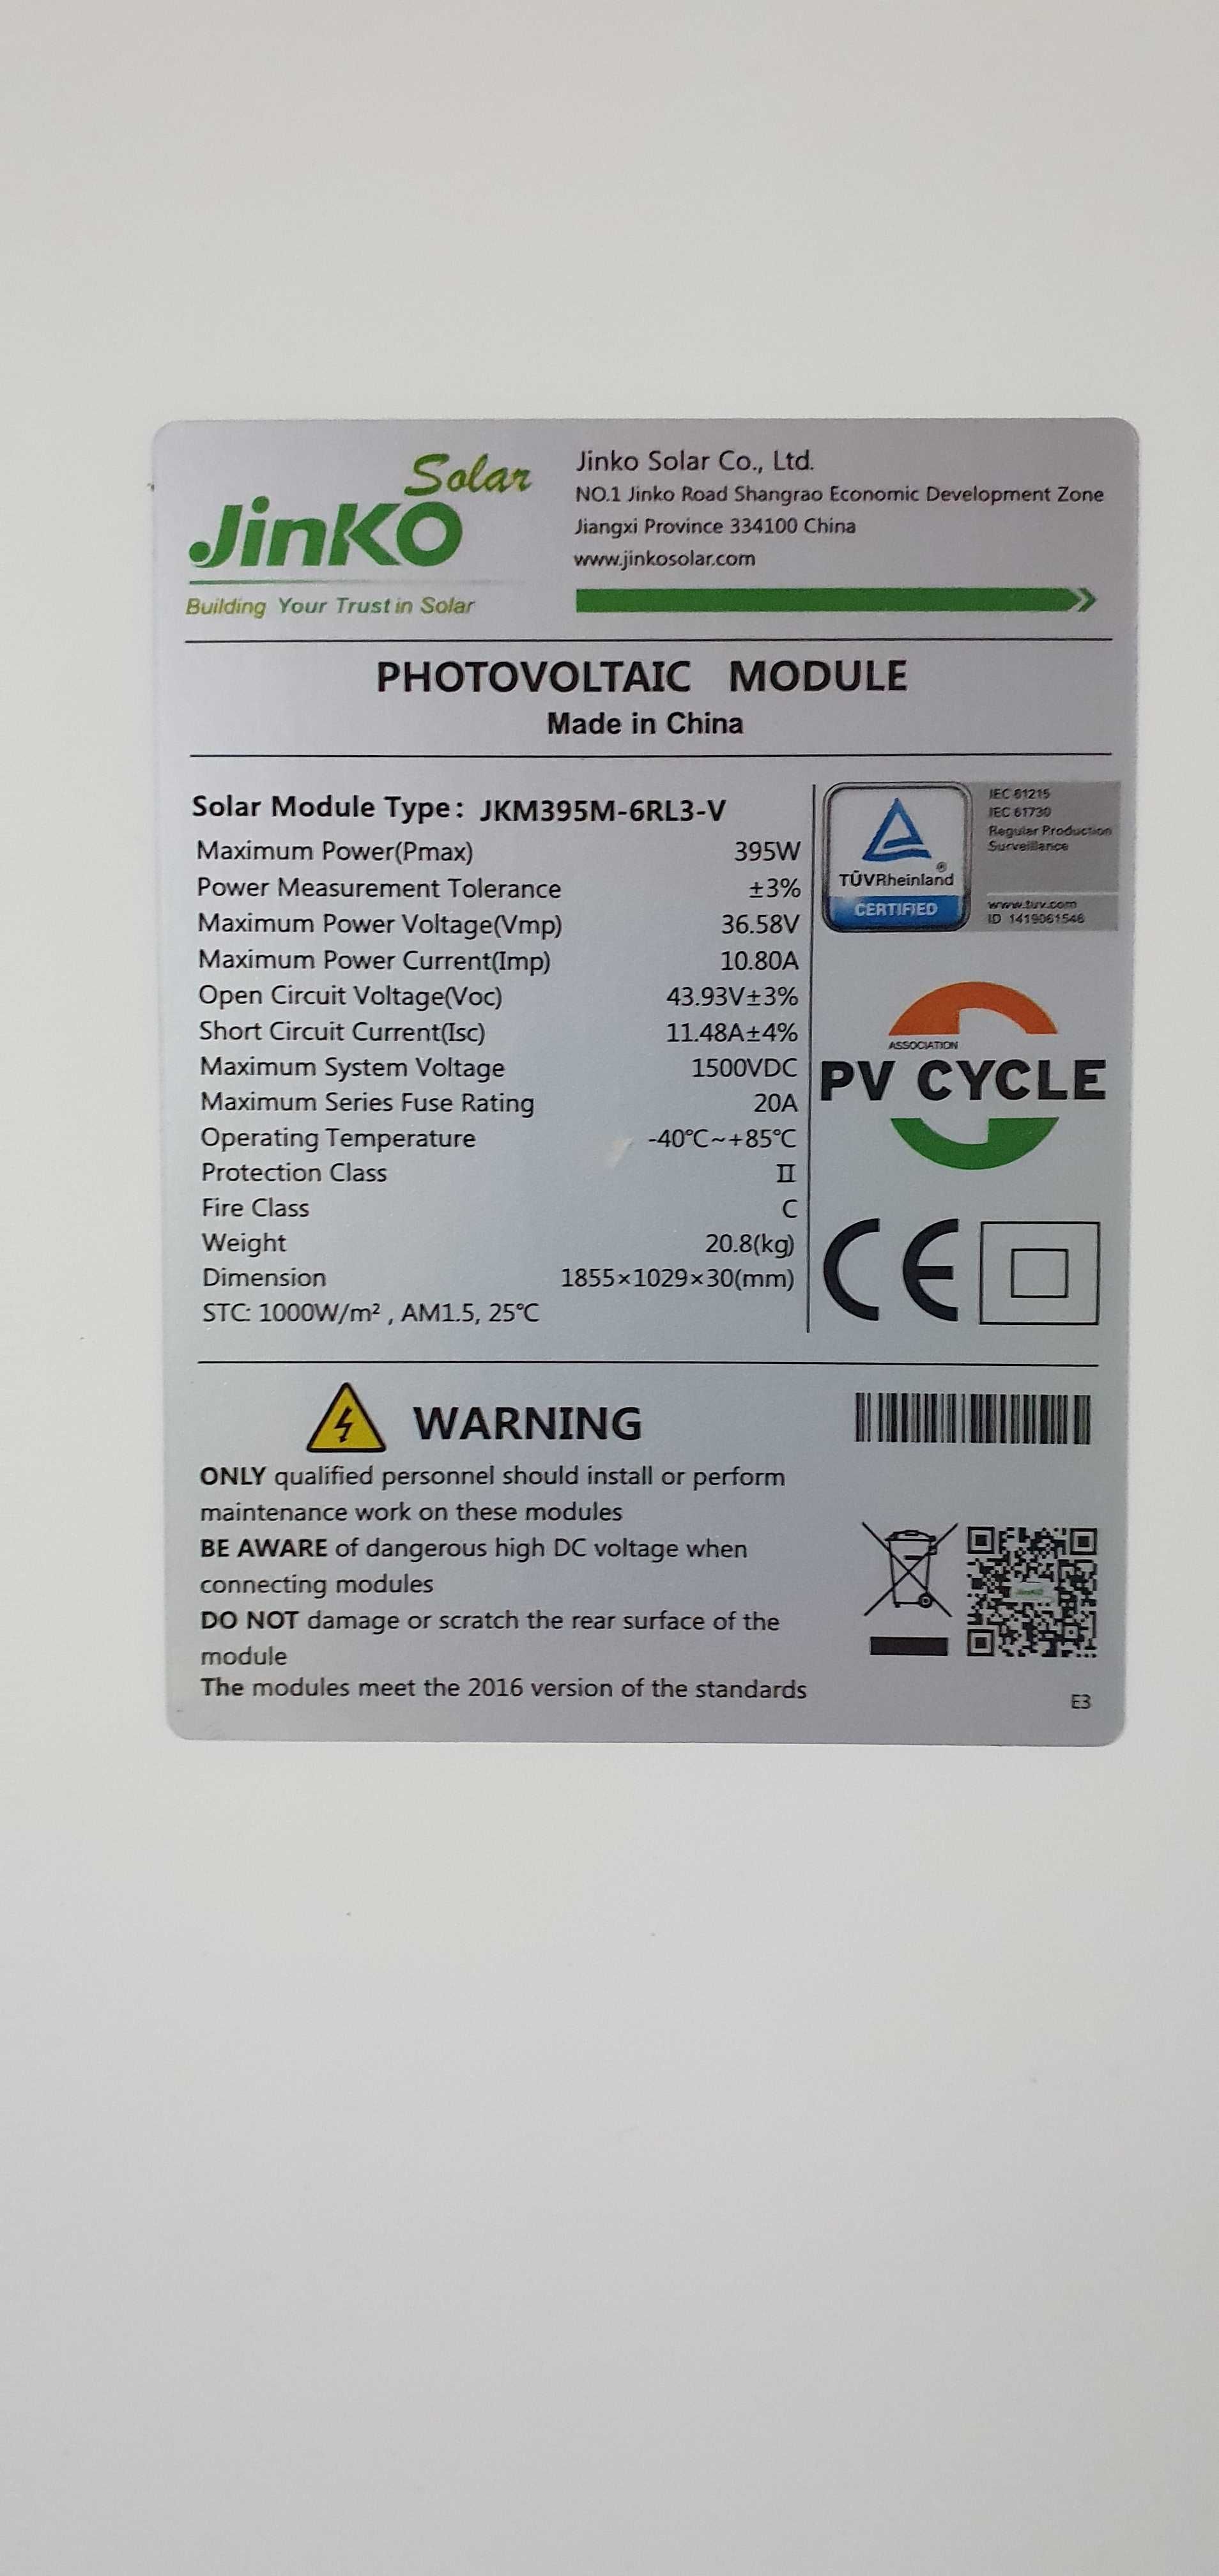 Solar
JinKO
Building Your Trust in Solar
Jinko Solar Co., Ltd.
NO.1 Jinko Road Shangrao Economic Development Zone
Jiangxi Province 334100 China
www.jinkosolar.com
PHOTOVOLTAIC MODULE
Made in China
Solar Module Type: JKM395M-6RL3-V
Maximum Power(Pmax) 395W
Power Measurement Tolerance ±3%
Maximum Power Voltage(Vmp) 36.58V
Maximum Power Current(Imp) 10.80A
Open Circuit Voltage(Voc) 43.93V±3%
Short Circuit Current(Isc) 11.48A±4%
Maximum System Voltage 1500VDC
Maximum Series Fuse Rating 20A
Operating Temperature -40℃~+85℃
Protection Class II
Fire Class C
Weight 20.8(kg)
Dimension 1855×1029×30(mm)
STC: 1000W/m² , AM1.5, 25℃
TÜVRheinland®
CERTIFIED
IEC 61215
IEC 61730
Regular Production
Surveillance
www.tuv.com
ID 1419061546
ASSOCIATION
PV CYCLE
CE
WARNING
ONLY qualified personnel should install or perform
maintenance work on these modules
BE AWARE of dangerous high DC voltage when
connecting modules
DO NOT damage or scratch the rear surface of the
module
The modules meet the 2016 version of the standards
JinKO
E3